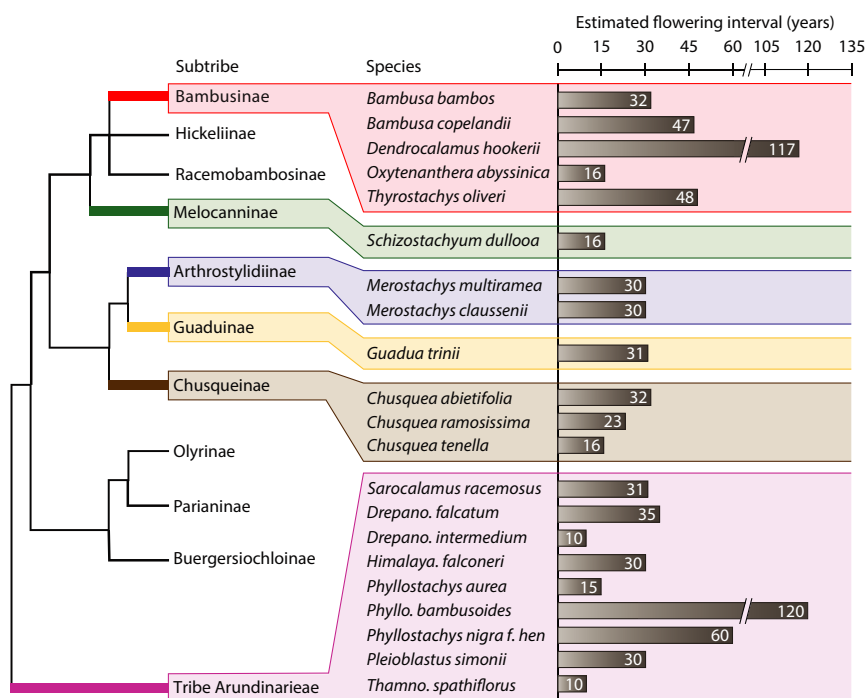 Estimated flowering interval (years)
0 15 30 45 60 105 120 135
Subtribe Species
Bambusinae
Hickeliinae
Racemobambosinae
Melocanninae
Arthrostylidiinae
Guaduinae
Chusqueinae
Olyrinae
Parianinae
Buergersiochloinae
Tribe Arundinarieae
Bambusa bambos 32
Bambusa copelandii 47
Dendrocalamus hookerii 117
Oxytenanthera abyssinica 16
Thyrostachys oliveri 48
Schizostachyum dullooa 16
Merostachys multiramea 30
Merostachys claussenii 30
Guadua trinii 31
Chusquea abietifolia 32
Chusquea ramosissima 23
Chusquea tenella 16
Sarocalamus racemosus 31
Drepano. falcatum 35
Drepano. intermedium 10
Himalaya. falconeri 30
Phyllostachys aurea 15
Phyllo. bambusoides 120
Phyllostachys nigra f. hen 60
Pleioblastus simonii 30
Thamno. spathiflorus 10